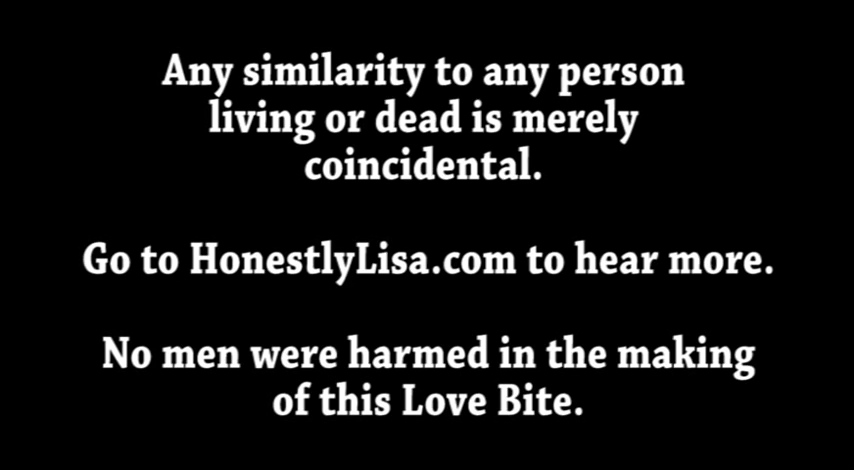 Any similarity to any person
living or dead is merely
coincidental.
Go to HonestlyLisa.com to hear more.
No men were harmed in the making
of this Love Bite.